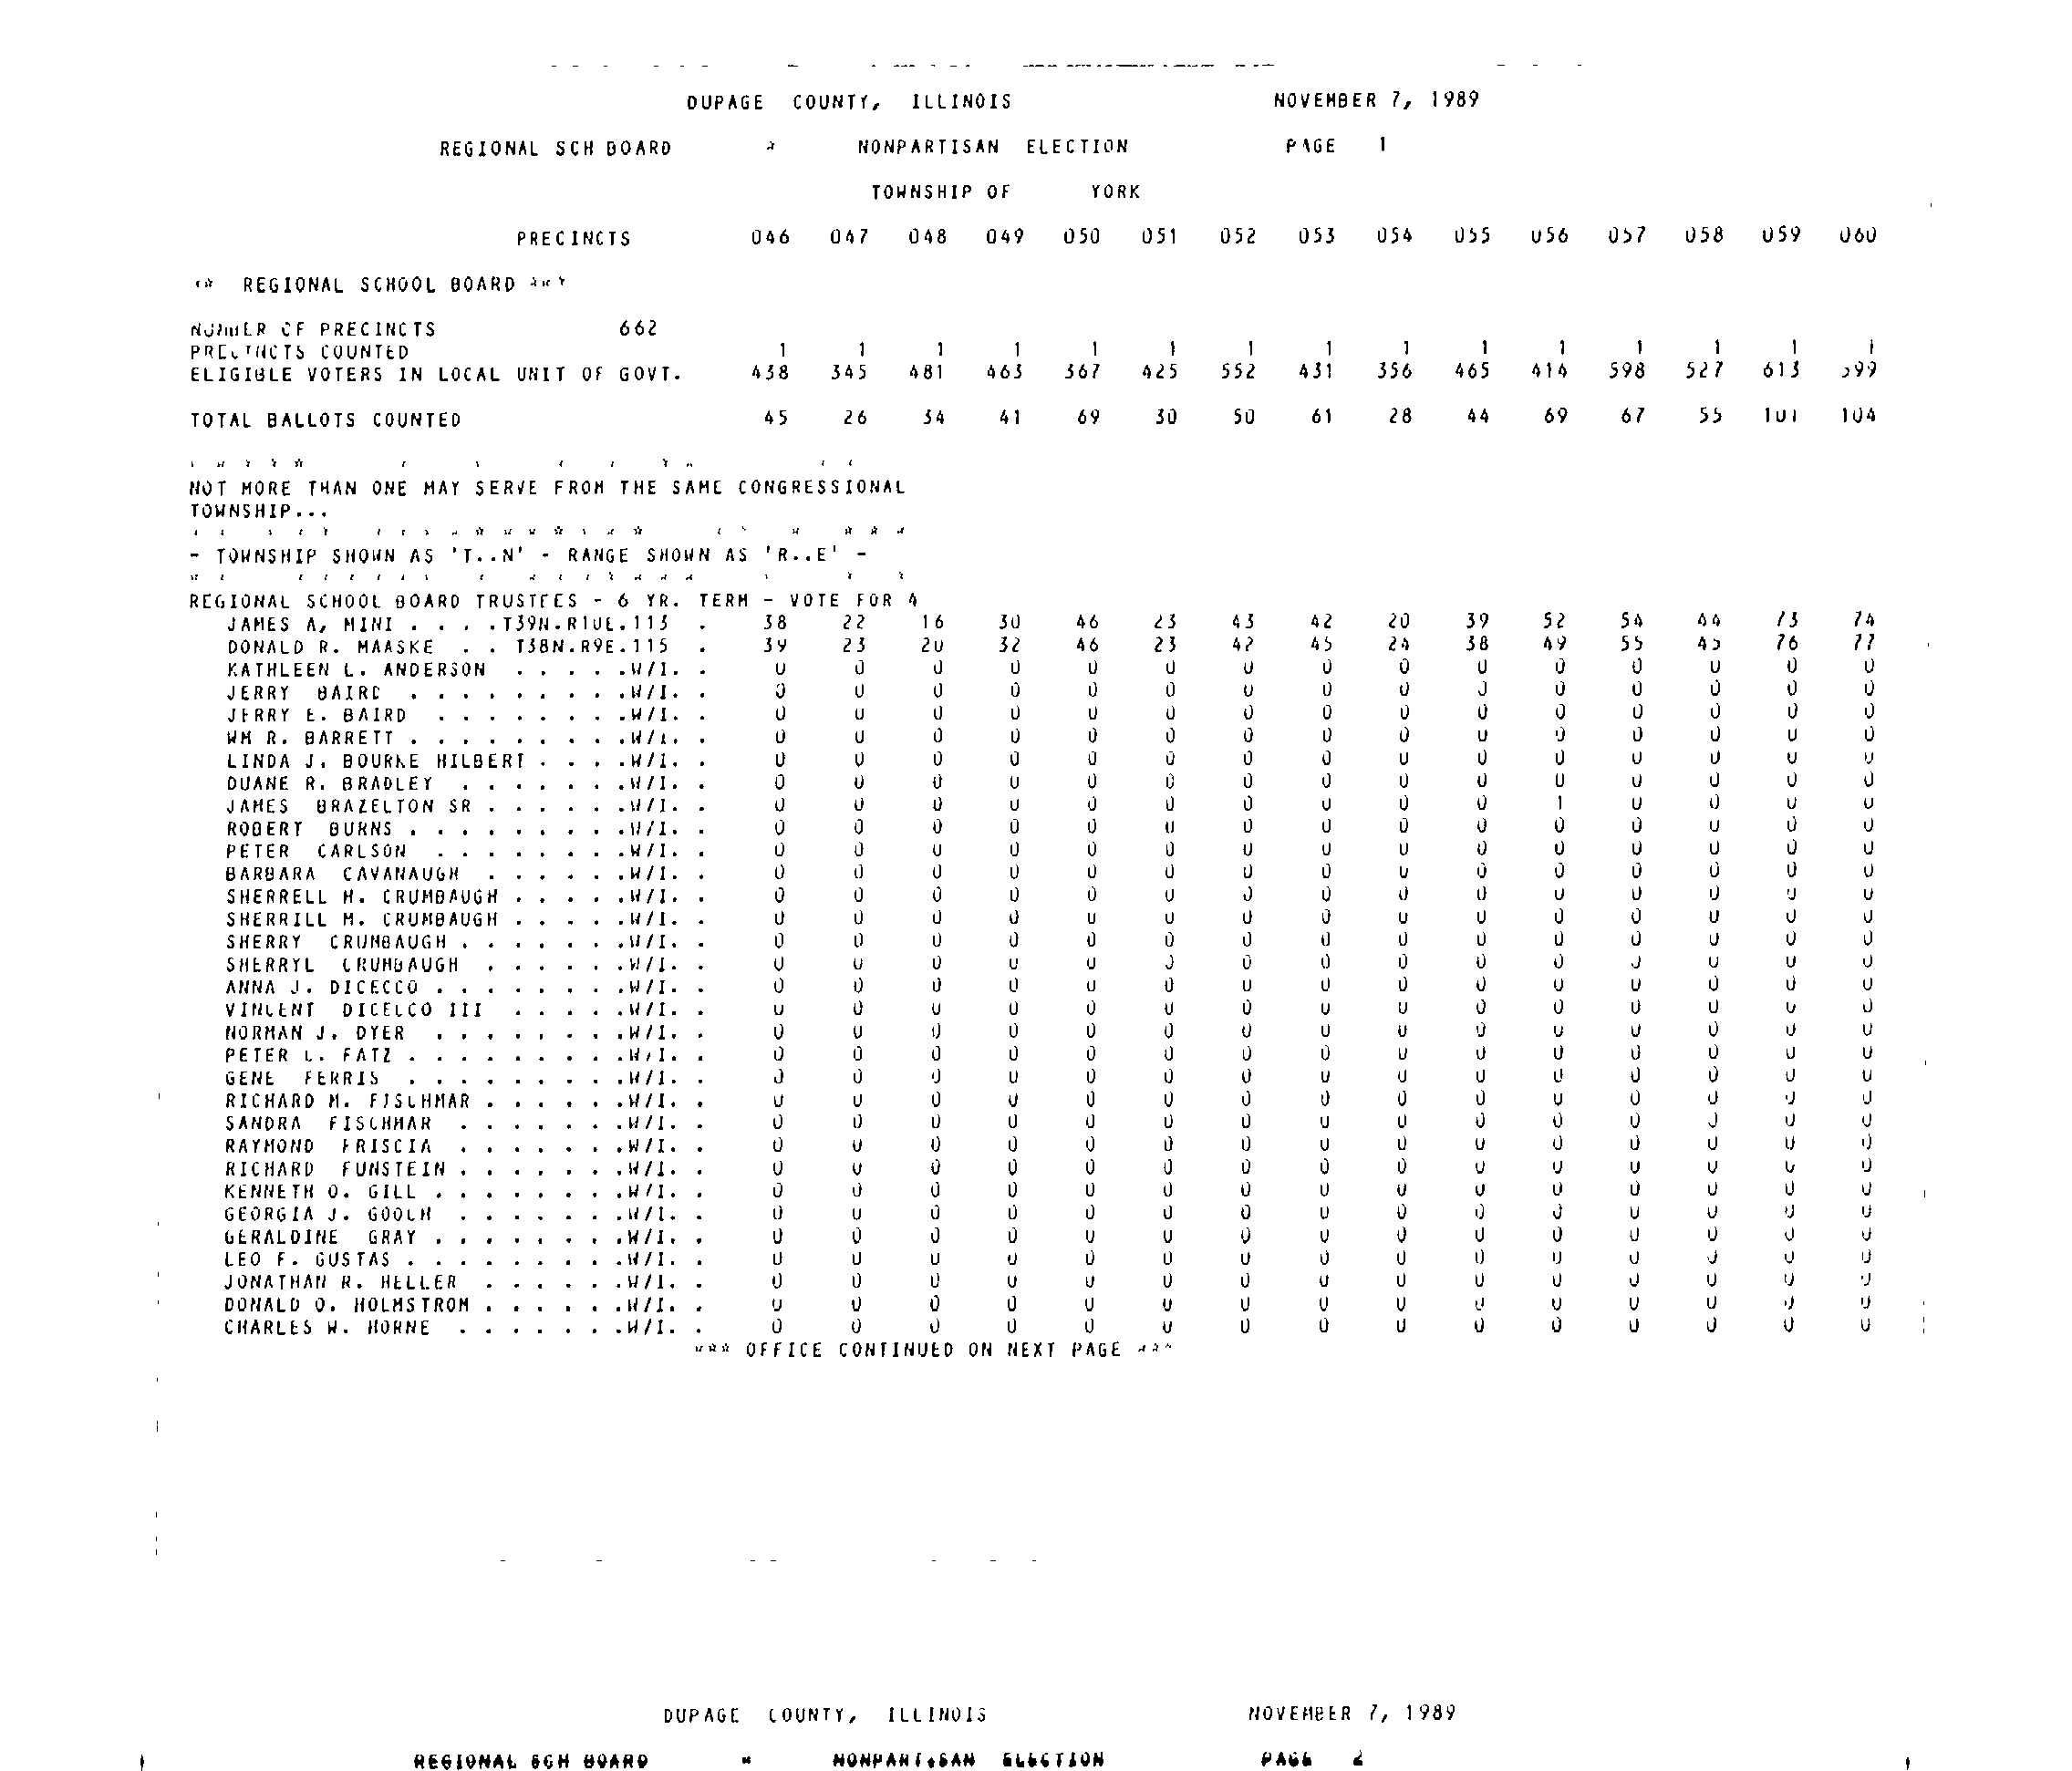 DUPAGE COUNTY, ILLINOIS NOVEMBER 7, 1989
REGIONAL SCH BOARD * NONPARTISAN ELECTION PAGE 1
TOWNSHIP OF YORK
PRECINCTS 046 047 048 049 050 051 052 053 054 055 056 057 058 059 060
** REGIONAL SCHOOL BOARD ***
NUMBER OF PRECINCTS 662
PRECINCTS COUNTED 1 1 1 1 1 1 1 1 1 1 1 1 1 1 1
ELIGIBLE VOTERS IN LOCAL UNIT OF GOVT. 438 345 481 463 367 425 552 431 356 465 414 598 527 613 599
TOTAL BALLOTS COUNTED 45 26 34 41 69 30 50 61 28 44 69 67 55 101 104
NOT MORE THAN ONE MAY SERVE FROM THE SAME CONGRESSIONAL
TOWNSHIP...
- TOWNSHIP SHOWN AS 'T..N' - RANGE SHOWN AS 'R..E' -
REGIONAL SCHOOL BOARD TRUSTEES - 6 YR. TERM - VOTE FOR 4
JAMES A, MINI . . . .T39N.R10E.113 . 38 22 16 30 46 23 43 42 20 39 52 54 44 73 74
DONALD R. MAASKE . . T38N.R9E.115 . 39 23 20 32 46 23 42 45 24 38 49 55 45 76 77
KATHLEEN L. ANDERSON . . . . .W/I. . 0 0 0 0 0 0 0 0 0 0 0 0 0 0 0
JERRY BAIRD . . . . . . . . .W/I. . 0 0 0 0 0 0 0 0 0 0 0 0 0 0 0
JERRY E. BAIRD . . . . . . . .W/I. . 0 0 0 0 0 0 0 0 0 0 0 0 0 0 0
WM R. BARRETT . . . . . . . . .W/I. . 0 0 0 0 0 0 0 0 0 0 0 0 0 0 0
LINDA J. BOURKE HILBERT . . . .W/I. . 0 0 0 0 0 0 0 0 0 0 0 0 0 0 0
DUANE R. BRADLEY . . . . . . .W/I. . 0 0 0 0 0 0 0 0 0 0 0 0 0 0 0
JAMES BRAZELTON SR . . . . . .W/I. . 0 0 0 0 0 0 0 0 0 0 1 0 0 0 0
ROBERT BURNS . . . . . . . . .W/I. . 0 0 0 0 0 0 0 0 0 0 0 0 0 0 0
PETER CARLSON . . . . . . . .W/I. . 0 0 0 0 0 0 0 0 0 0 0 0 0 0 0
BARBARA CAVANAUGH . . . . . .W/I. . 0 0 0 0 0 0 0 0 0 0 0 0 0 0 0
SHERRELL H. CRUMBAUGH . . . . .W/I. . 0 0 0 0 0 0 0 0 0 0 0 0 0 0 0
SHERRILL M. CRUMBAUGH . . . . .W/I. . 0 0 0 0 0 0 0 0 0 0 0 0 0 0 0
SHERRY CRUMBAUGH . . . . . . .W/I. . 0 0 0 0 0 0 0 0 0 0 0 0 0 0 0
SHERRYL CRUMBAUGH . . . . . .W/I. . 0 0 0 0 0 0 0 0 0 0 0 0 0 0 0
ANNA J. DICECCO . . . . . . . .W/I. . 0 0 0 0 0 0 0 0 0 0 0 0 0 0 0
VINCENT DICELCO III . . . . .W/I. . 0 0 0 0 0 0 0 0 0 0 0 0 0 0 0
NORMAN J. DYER . . . . . . . .W/I. . 0 0 0 0 0 0 0 0 0 0 0 0 0 0 0
PETER L. FATZ . . . . . . . . .W/I. . 0 0 0 0 0 0 0 0 0 0 0 0 0 0 0
GENE FERRIS . . . . . . . . .W/I. . 0 0 0 0 0 0 0 0 0 0 0 0 0 0 0
RICHARD M. FISCHMAR . . . . . .W/I. . 0 0 0 0 0 0 0 0 0 0 0 0 0 0 0
SANDRA FISCHMAR . . . . . . .W/I. . 0 0 0 0 0 0 0 0 0 0 0 0 0 0 0
RAYMOND FRISCIA . . . . . . .W/I. . 0 0 0 0 0 0 0 0 0 0 0 0 0 0 0
RICHARD FUNSTEIN . . . . . . .W/I. . 0 0 0 0 0 0 0 0 0 0 0 0 0 0 0
KENNETH O. GILL . . . . . . . .W/I. . 0 0 0 0 0 0 0 0 0 0 0 0 0 0 0
GEORGIA J. GOOCH . . . . . . .W/I. . 0 0 0 0 0 0 0 0 0 0 0 0 0 0 0
GERALDINE GRAY . . . . . . . .W/I. . 0 0 0 0 0 0 0 0 0 0 0 0 0 0 0
LEO F. GUSTAS . . . . . . . . .W/I. . 0 0 0 0 0 0 0 0 0 0 0 0 0 0 0
JONATHAN R. HELLER . . . . . .W/I. . 0 0 0 0 0 0 0 0 0 0 0 0 0 0 0
DONALD O. HOLMSTROM . . . . . .W/I. . 0 0 0 0 0 0 0 0 0 0 0 0 0 0 0
CHARLES W. HORNE . . . . . . .W/I. . 0 0 0 0 0 0 0 0 0 0 0 0 0 0 0
*** OFFICE CONTINUED ON NEXT PAGE ***
DUPAGE COUNTY, ILLINOIS NOVEMBER 7, 1989
REGIONAL SCH BOARD * NONPARTISAN ELECTION PAGE 2